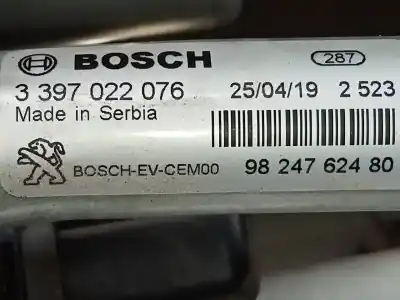 BOSCH 287
3 397 022 076 25/04/19 2 523
Made in Serbia
BOSCH-EV-CEM00 98 247 624 80